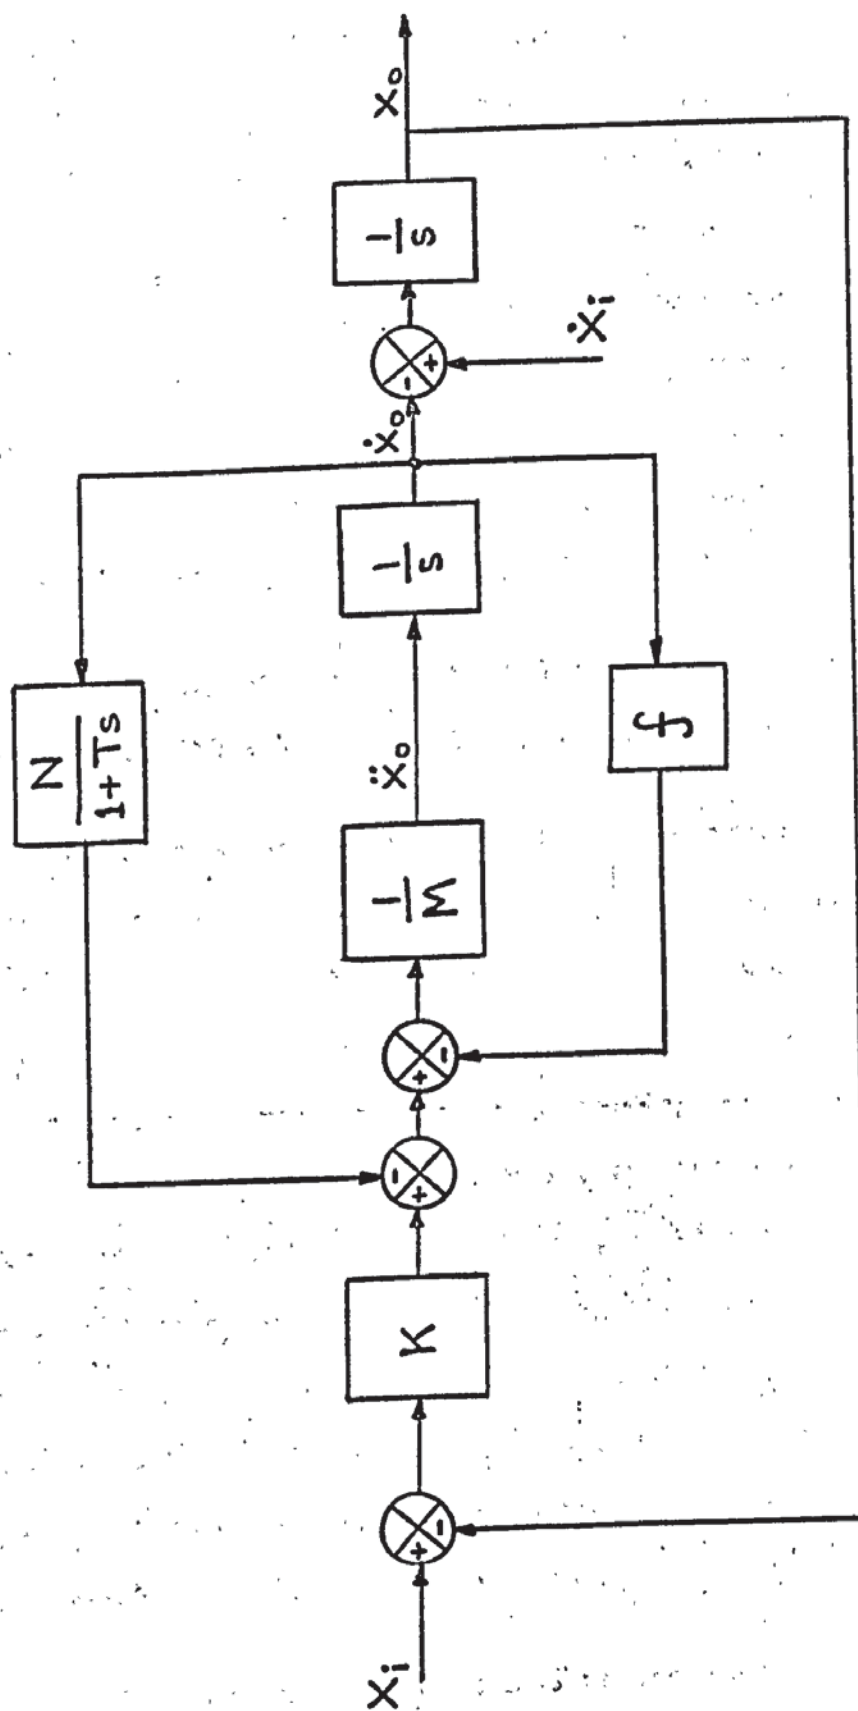 N
1+Ts
Xi
+
-
K
+
-
+
-
1
M
ẍo
1
s
ẋo
-
+
1
s
Xo
f
ẋi